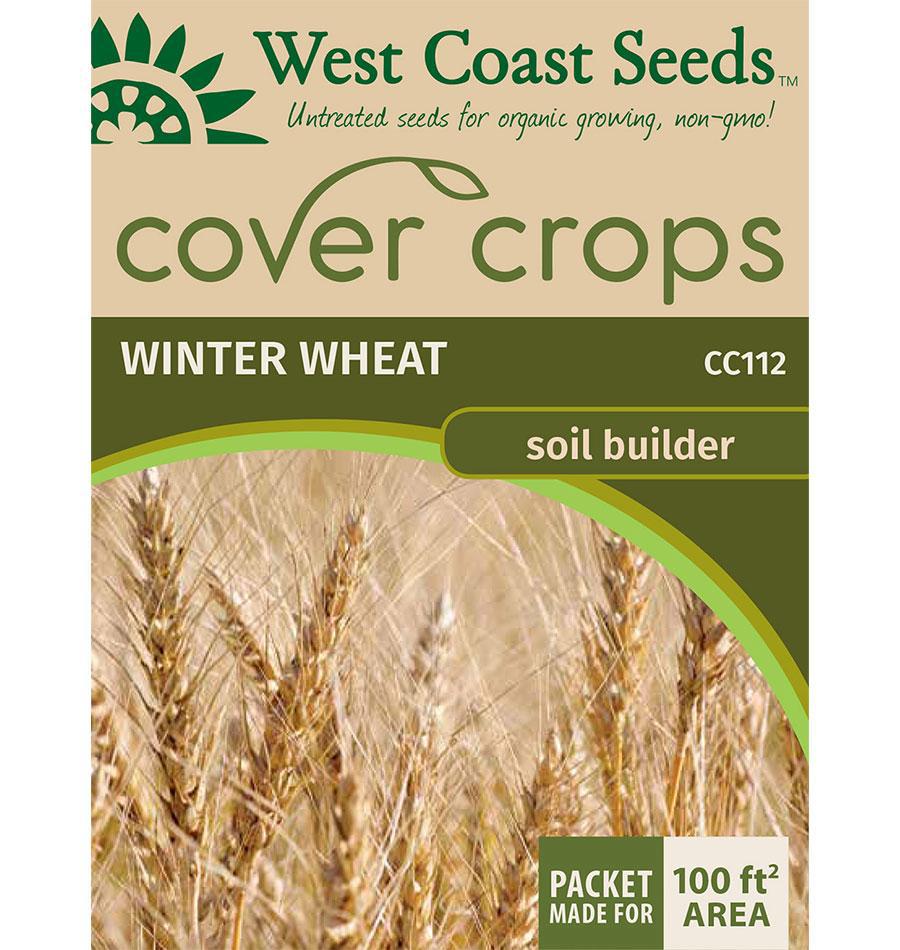 West Coast Seeds™
Untreated seeds for organic growing, non-gmo!
cover crops
WINTER WHEAT
CC112
soil builder
PACKET
MADE FOR
100 ft²
AREA